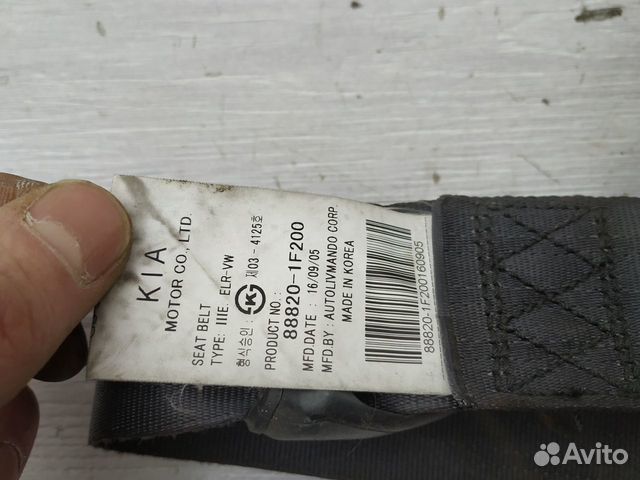 KIA
MOTOR CO., LTD.
SEAT BELT
TYPE: IIIE. ELR-VW
형식승인: K 제03-4125호
PRODUCT NO.:
88820-1F200
MFD.DATE : 16/09/05
MFD.BY : AUTOLIVMANDO CORP.
MADE IN KOREA
88820-1F200160905
Avito